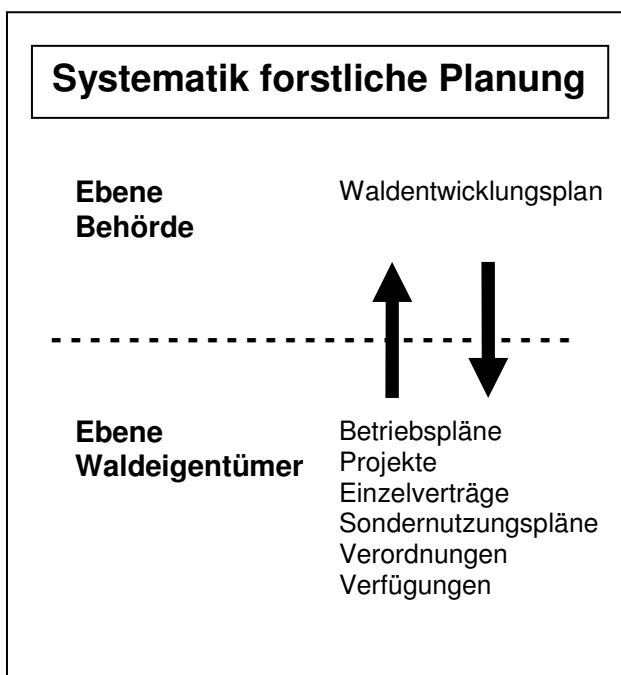 Systematik forstliche Planung
Ebene
Behörde
Waldentwicklungsplan
Ebene
Waldeigentümer
Betriebspläne
Projekte
Einzelverträge
Sondernutzungspläne
Verordnungen
Verfügungen